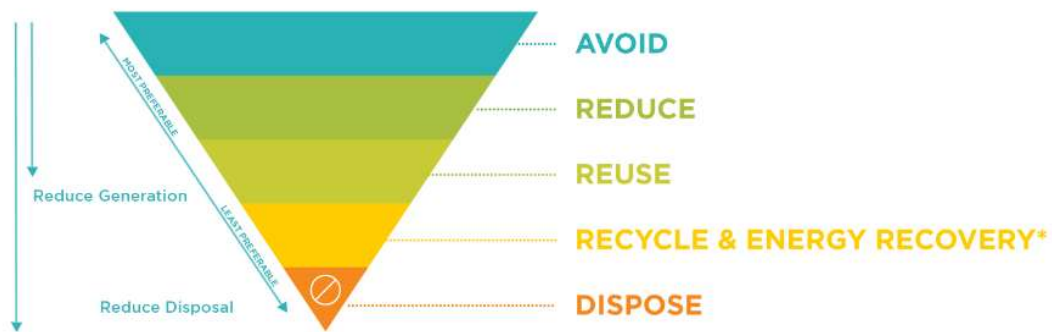 AVOID
MOST PREFERABLE
REDUCE
REUSE
Reduce Generation
LEAST PREFERABLE
RECYCLE & ENERGY RECOVERY*
Reduce Disposal
DISPOSE